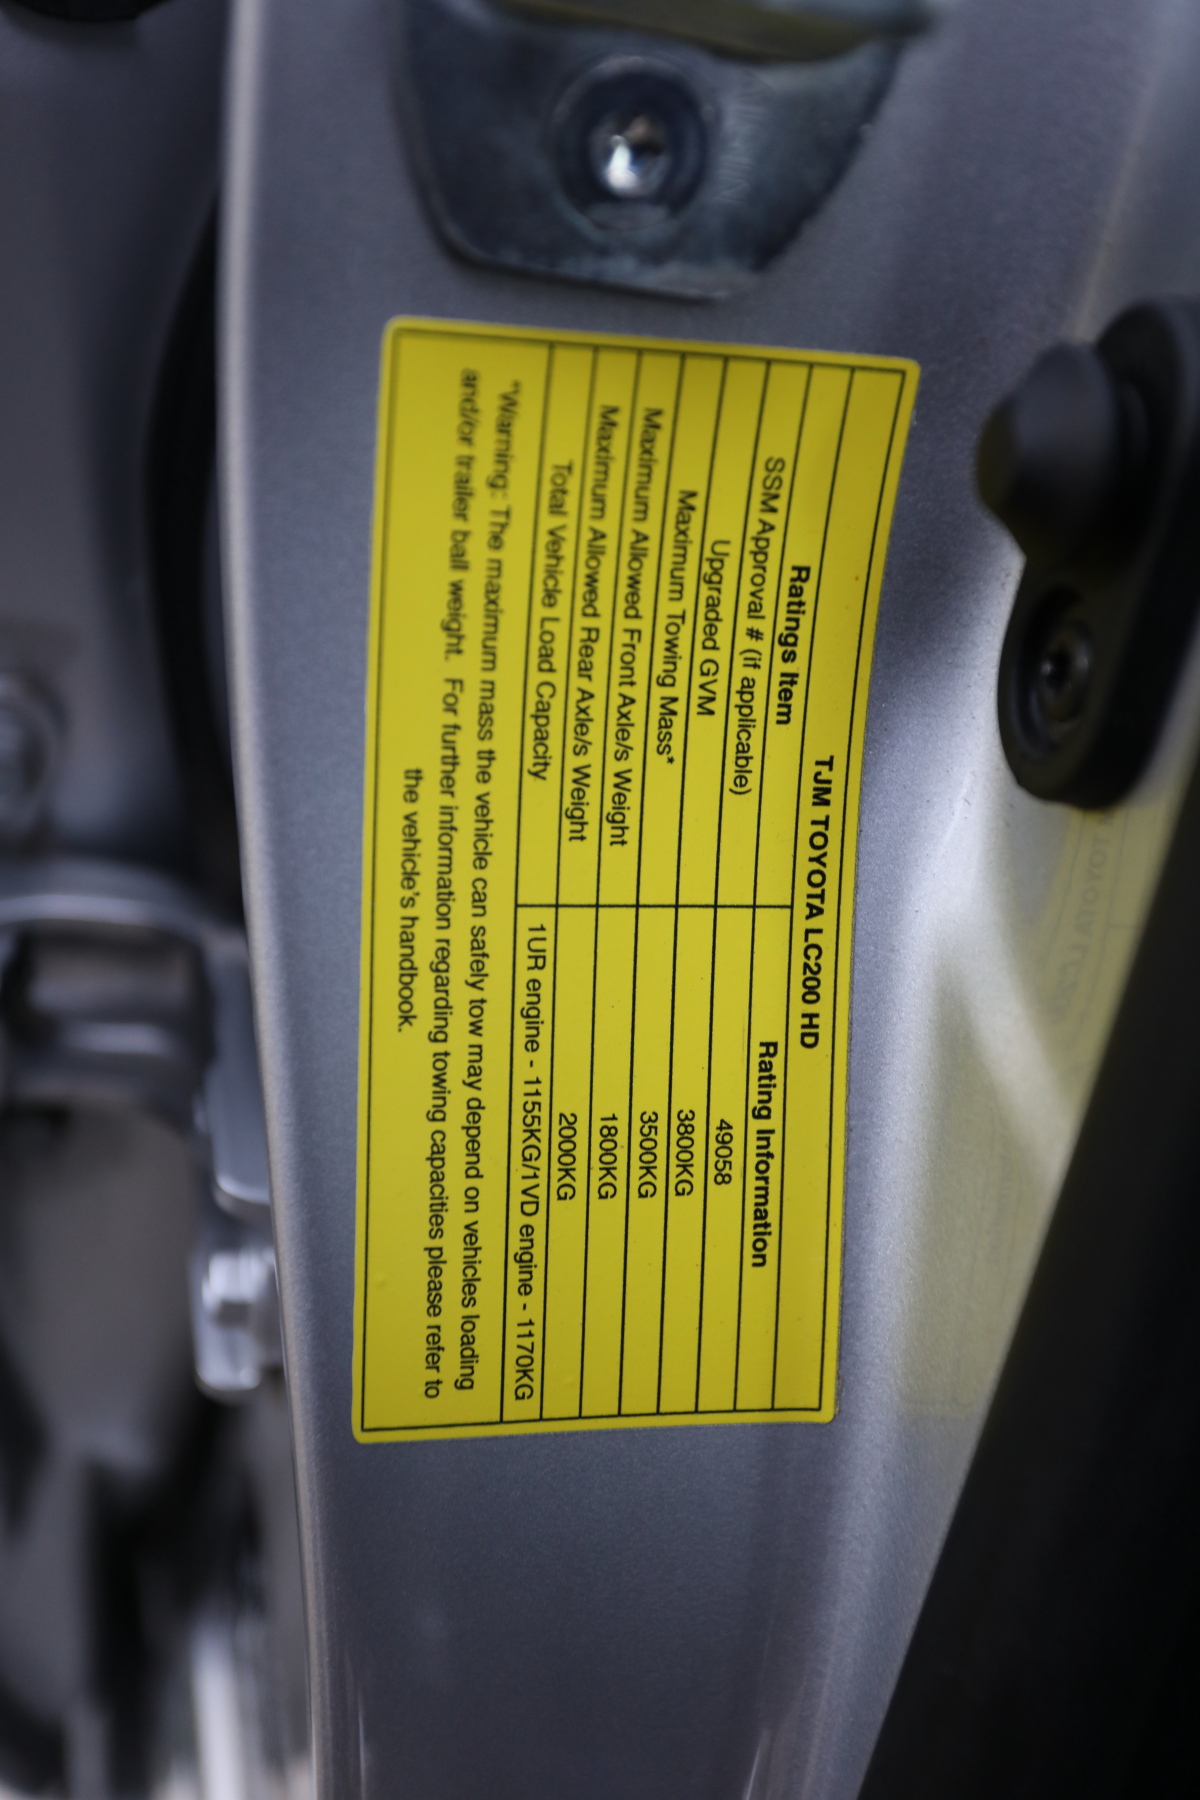 TJM TOYOTA LC200 HD
Ratings Item Rating Information
SSM Approval # (if applicable) 49058
Upgraded GVM 3800KG
Maximum Towing Mass* 3500KG
Maximum Allowed Front Axle/s Weight 1800KG
Maximum Allowed Rear Axle/s Weight 2000KG
Total Vehicle Load Capacity 1UR engine - 1155KG/1VD engine - 1170KG
*Warning: The maximum mass the vehicle can safely tow may depend on vehicles loading
and/or trailer ball weight. For further information regarding towing capacities please refer to
the vehicle's handbook.